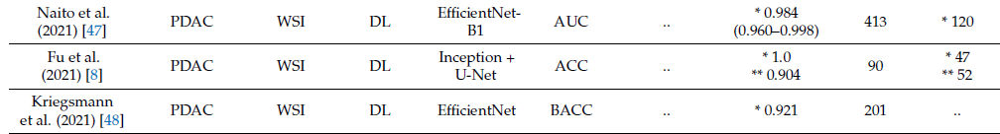 Naito et al. (2021) [47] PDAC WSI DL EfficientNet-B1 AUC .. * 0.984 (0.960–0.998) 413 * 120
Fu et al. (2021) [8] PDAC WSI DL Inception + U-Net ACC .. * 1.0 ** 0.904 90 * 47 ** 52
Kriegsmann et al. (2021) [48] PDAC WSI DL EfficientNet BACC .. * 0.921 201 ..